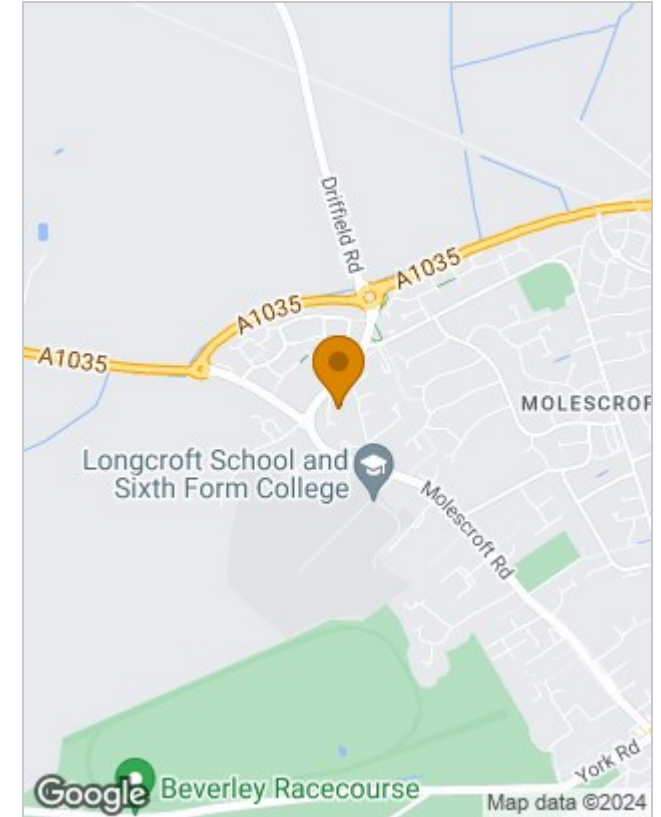 Driffield Rd
A1035
A1035
A1035
MOLESCROF
Longcroft School and
Sixth Form College
Molescroft Rd
York Rd
Beverley Racecourse
Google
Map data ©2024